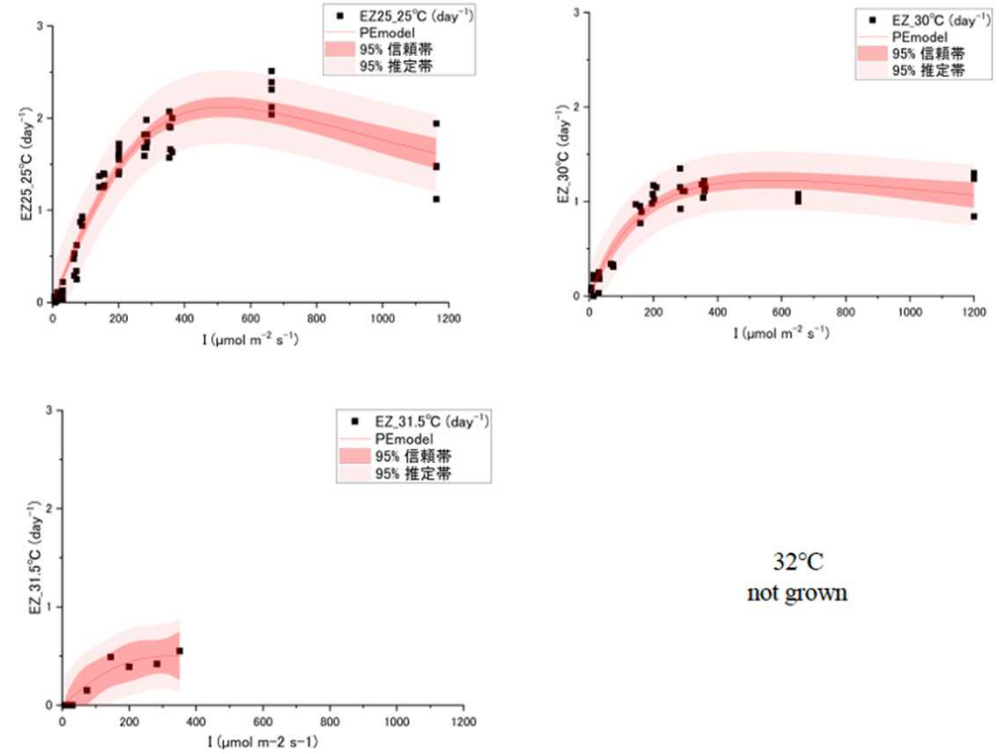 EZ25_25℃ (day⁻¹)
PEmodel
95% 信頼帯
95% 推定帯
EZ25_25℃ (day⁻¹)
3
2
1
0
0 200 400 600 800 1000 1200
I (μmol m⁻² s⁻¹)
EZ_30℃ (day⁻¹)
PEmodel
95% 信頼帯
95% 推定帯
EZ_30℃ (day⁻¹)
3
2
1
0
0 200 400 600 800 1000 1200
I (μmol m⁻² s⁻¹)
EZ_31.5℃ (day⁻¹)
PEmodel
95% 信頼帯
95% 推定帯
EZ_31.5℃ (day⁻¹)
3
2
1
0
0 200 400 600 800 1000 1200
I (μmol m-2 s-1)
32°C
not grown